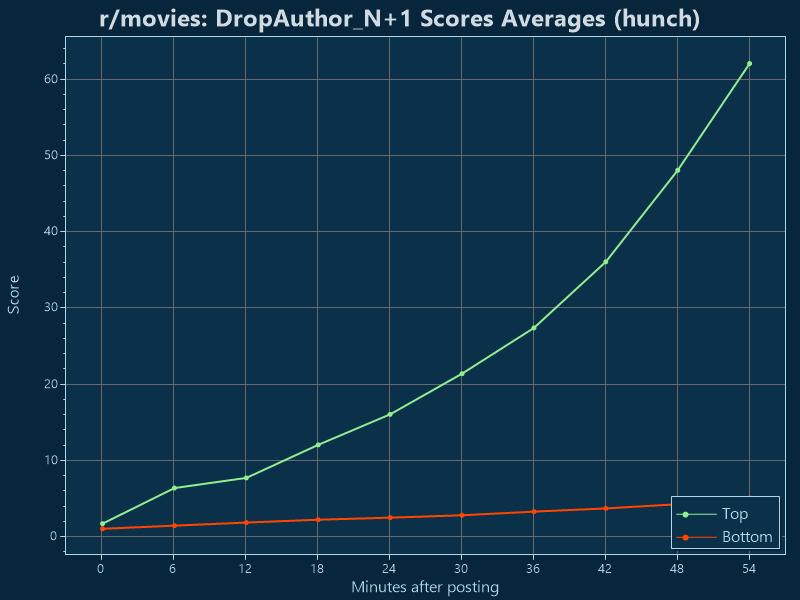 r/movies: DropAuthor_N+1 Scores Averages (hunch)
Score
60
50
40
30
20
10
0
0 6 12 18 24 30 36 42 48 54
Minutes after posting
Top
Bottom